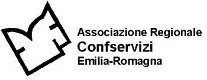 Associazione Regionale
Confservizi
Emilia-Romagna